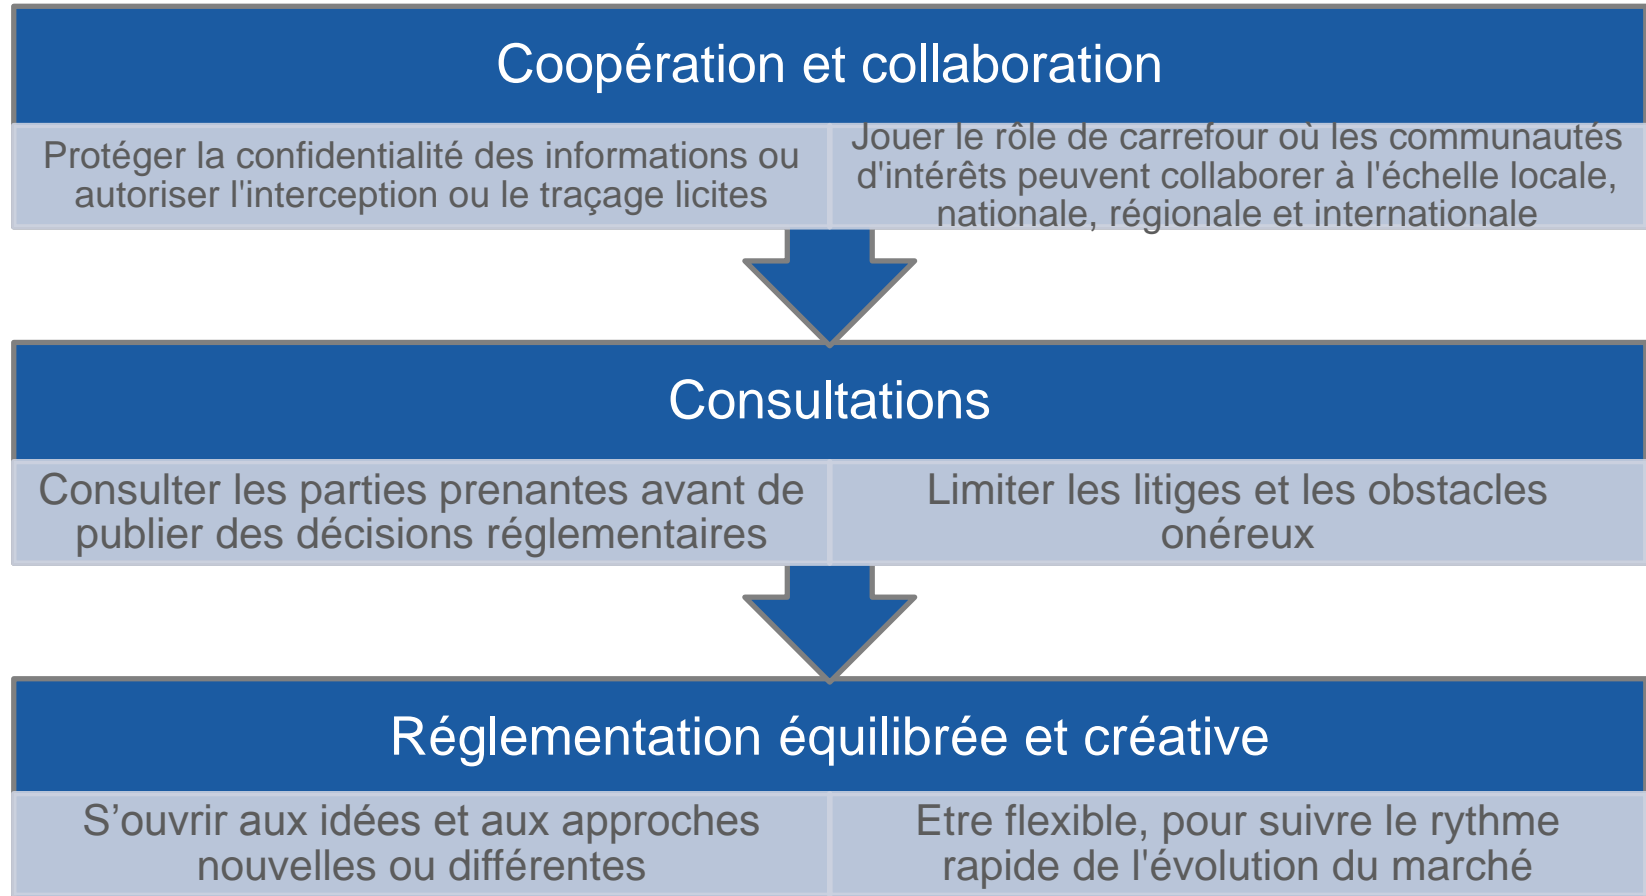 Coopération et collaboration
Protéger la confidentialité des informations ou
autoriser l'interception ou le traçage licites
Jouer le rôle de carrefour où les communautés
d'intérêts peuvent collaborer à l'échelle locale,
nationale, régionale et internationale
Consultations
Consulter les parties prenantes avant de
publier des décisions réglementaires
Limiter les litiges et les obstacles
onéreux
Réglementation équilibrée et créative
S’ouvrir aux idées et aux approches
nouvelles ou différentes
Etre flexible, pour suivre le rythme
rapide de l'évolution du marché